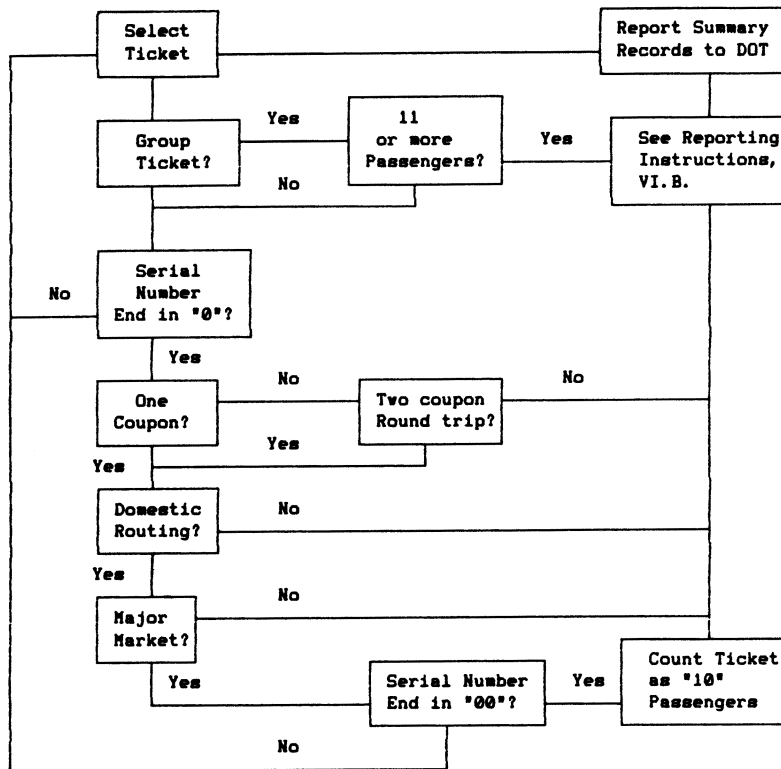 Select
Ticket
Report Summary
Records to DOT
Yes
11
or more
Passengers?
Group
Ticket?
Yes
See Reporting
Instructions,
VI.B.
No
Serial
Number
End in "0"?
No
Yes
One
Coupon?
No
Two coupon
Round trip?
No
Yes
Yes
Domestic
Routing?
No
Yes
Major
Market?
No
Yes
Serial Number
End in "00"?
Yes
Count Ticket
as "10"
Passengers
No